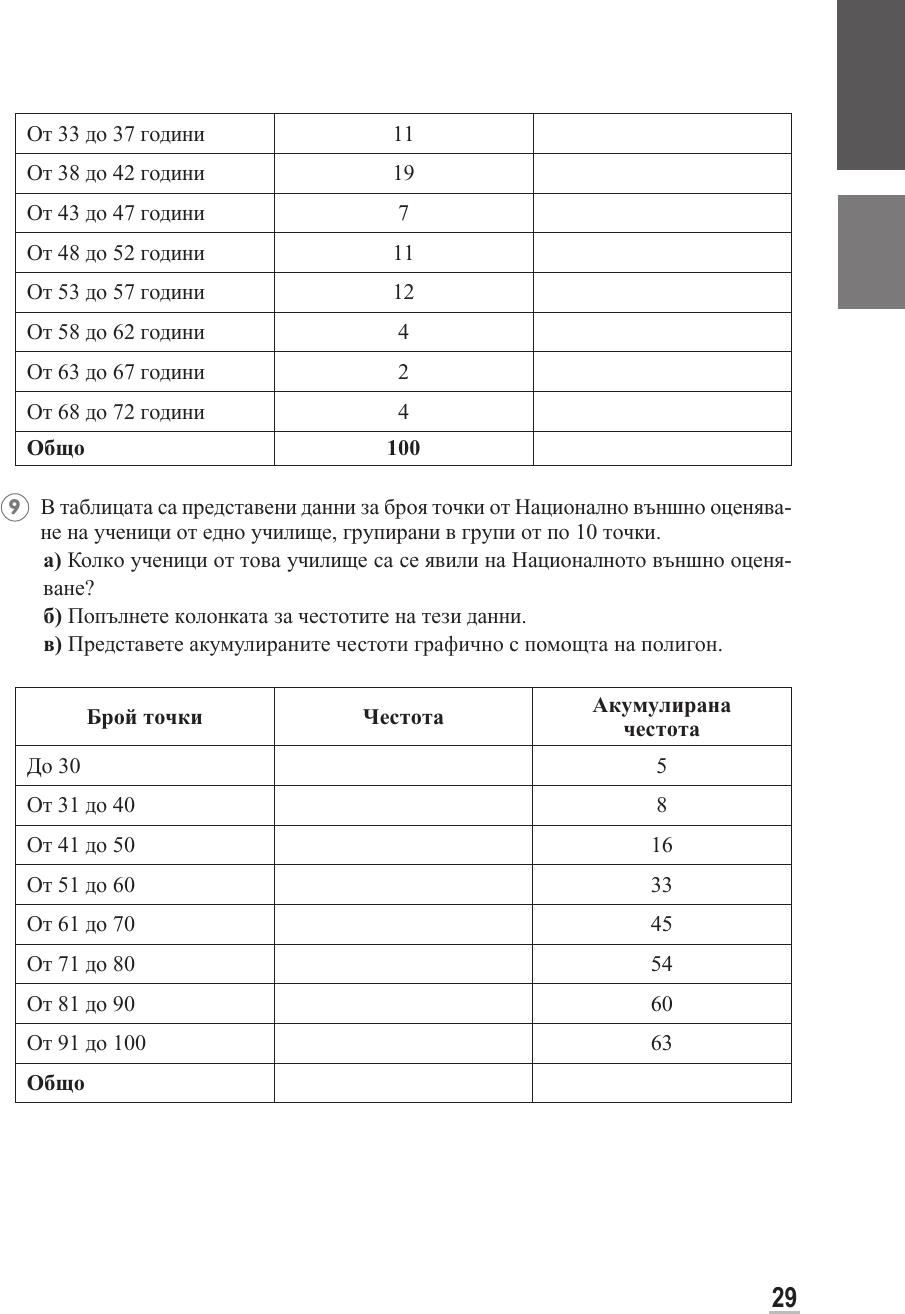 От 33 до 37 години 11
От 38 до 42 години 19
От 43 до 47 години 7
От 48 до 52 години 11
От 53 до 57 години 12
От 58 до 62 години 4
От 63 до 67 години 2
От 68 до 72 години 4
Общо 100
9 В таблицата са представени данни за броя точки от Национално външно оценява-
не на ученици от едно училище, групирани в групи от по 10 точки.
а) Колко ученици от това училище са се явили на Националното външно оценя-
ване?
б) Попълнете колонката за честотите на тези данни.
в) Представете акумулираните честоти графично с помощта на полигон.
Брой точки Честота Акумулирана
честота
До 30 5
От 31 до 40 8
От 41 до 50 16
От 51 до 60 33
От 61 до 70 45
От 71 до 80 54
От 81 до 90 60
От 91 до 100 63
Общо
29